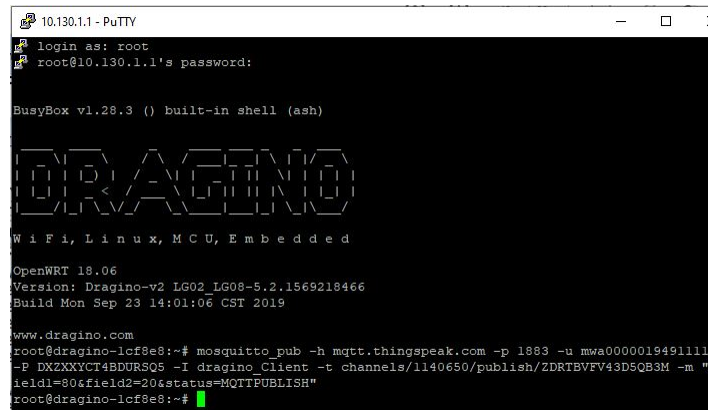 10.130.1.1 - PuTTY
login as: root
root@10.130.1.1's password:
BusyBox v1.28.3 () built-in shell (ash)
DRAGINO
W i F i, L i n u x, M C U, E m b e d d e d
OpenWRT 18.06
Version: Dragino-v2 LG02_LG08-5.2.1569218466
Build Mon Sep 23 14:01:06 CST 2019
www.dragino.com
root@dragino-1cf8e8:~# mosquitto_pub -h mqtt.thingspeak.com -p 1883 -u mwa0000019491111
-P DXZXXYCT4BDURSQ5 -I dragino_Client -t channels/1140650/publish/ZDRTBVFV43D5QB3M -m "
ield1=80&field2=20&status=MQTTPUBLISH"
root@dragino-1cf8e8:~#